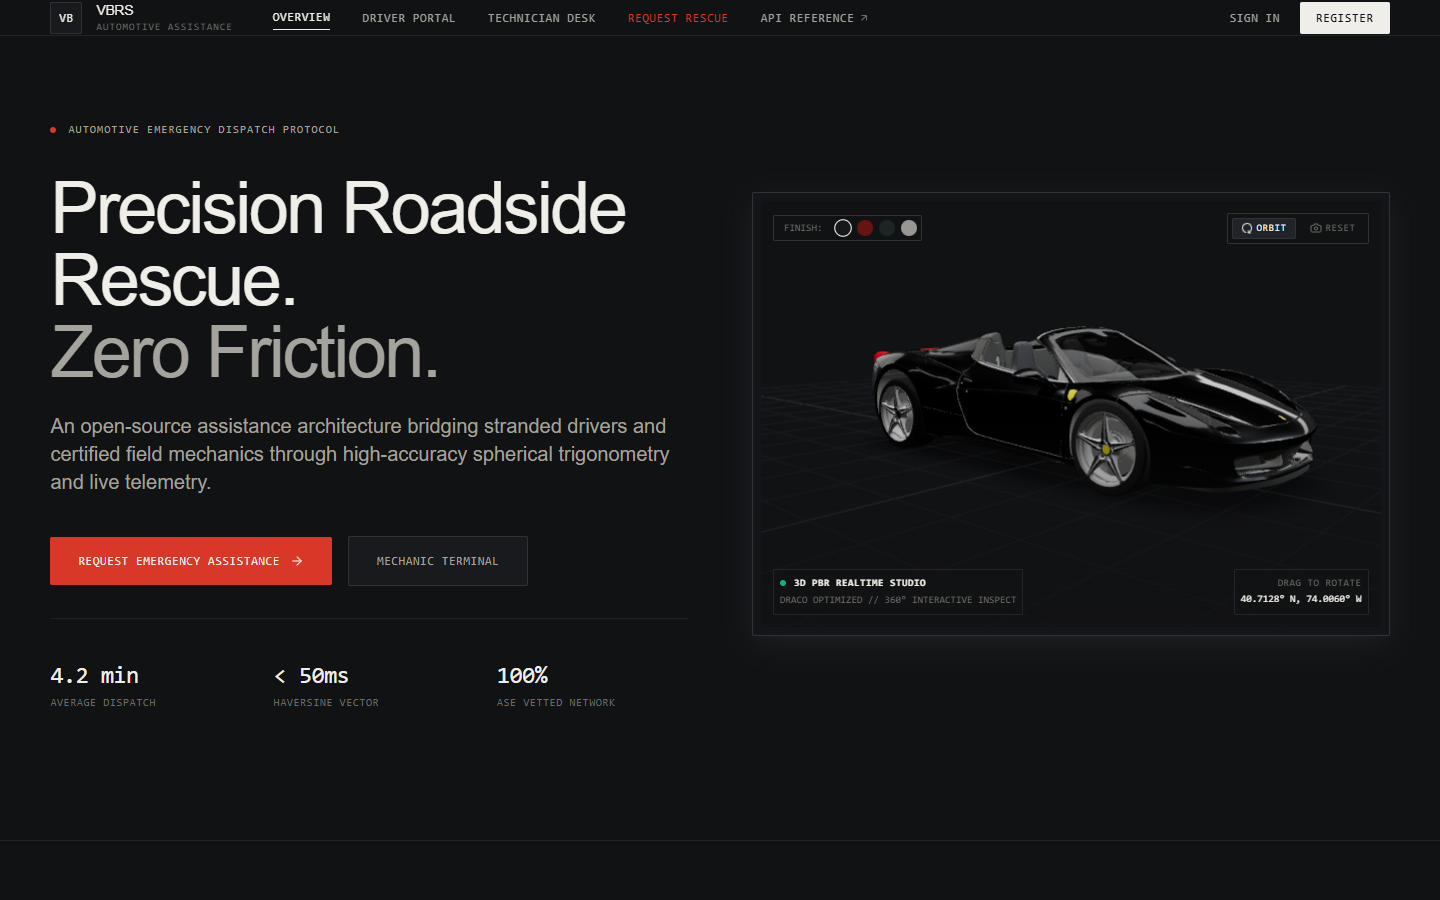 VB
VBRS
AUTOMOTIVE ASSISTANCE
OVERVIEW
DRIVER PORTAL
TECHNICIAN DESK
REQUEST RESCUE
API REFERENCE ↗
SIGN IN
REGISTER
AUTOMOTIVE EMERGENCY DISPATCH PROTOCOL
Precision Roadside
Rescue.
Zero Friction.
An open-source assistance architecture bridging stranded drivers and
certified field mechanics through high-accuracy spherical trigonometry
and live telemetry.
REQUEST EMERGENCY ASSISTANCE →
MECHANIC TERMINAL
4.2 min
AVERAGE DISPATCH
< 50ms
HAVERSINE VECTOR
100%
ASE VETTED NETWORK
FINISH:
ORBIT
RESET
3D PBR REALTIME STUDIO
DRACO OPTIMIZED // 360° INTERACTIVE INSPECT
DRAG TO ROTATE
40.7128° N, 74.0060° W